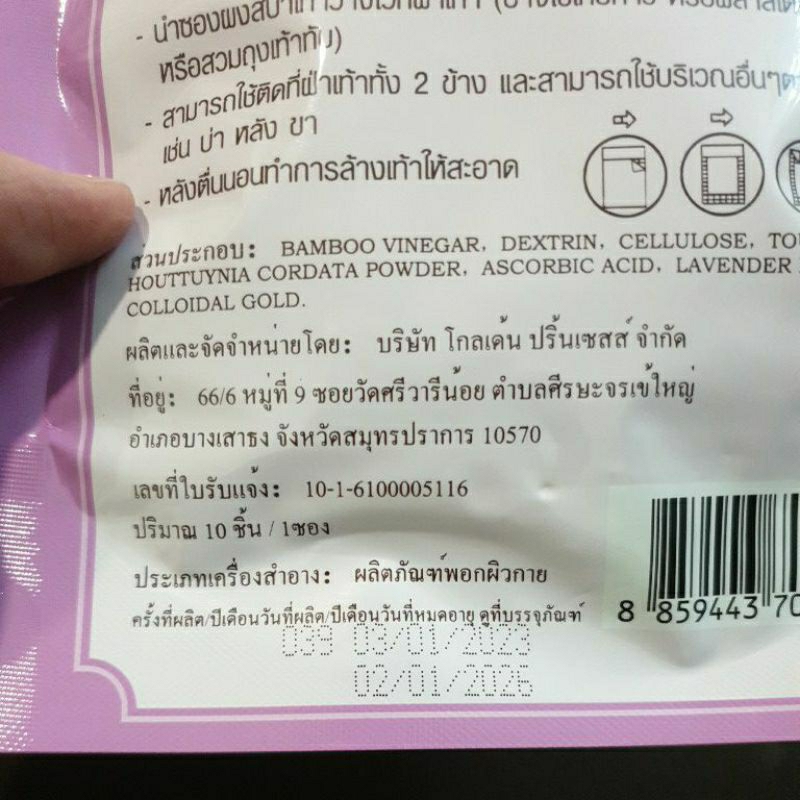 - นำซองผง
หรือสวมถุงเท้าทับ)
- สามารถใช้ติดที่ฝ่าเท้าทั้ง 2 ข้าง และสามารถใช้บริเวณอื่นๆ
เช่น บ่า หลัง ขา
- หลังตื่นนอนทำการล้างเท้าให้สะอาด
ส่วนประกอบ: BAMBOO VINEGAR, DEXTRIN, CELLULOSE,
HOUTTUYNIA CORDATA POWDER, ASCORBIC ACID, LAVENDER
COLLOIDAL GOLD.
ผลิตและจัดจำหน่ายโดย: บริษัท โกลเด้น ปริ้นเซสส์ จำกัด
ที่อยู่: 66/6 หมู่ที่ 9 ซอยวัดศรีวารีน้อย ตำบลศีรษะจรเข้ใหญ่
อำเภอบางเสาธง จังหวัดสมุทรปราการ 10570
เลขที่ใบรับแจ้ง: 10-1-6100005116
ปริมาณ 10 ชิ้น / 1ซอง
ประเภทเครื่องสำอาง: ผลิตภัณฑ์พอกผิวกาย
ครั้งที่ผลิต/ปีเดือนวันที่ผลิต/ปีเดือนวันที่หมดอายุ ดูที่บรรจุภัณฑ์
8 859443 70
039 03/01/2023
02/01/2026